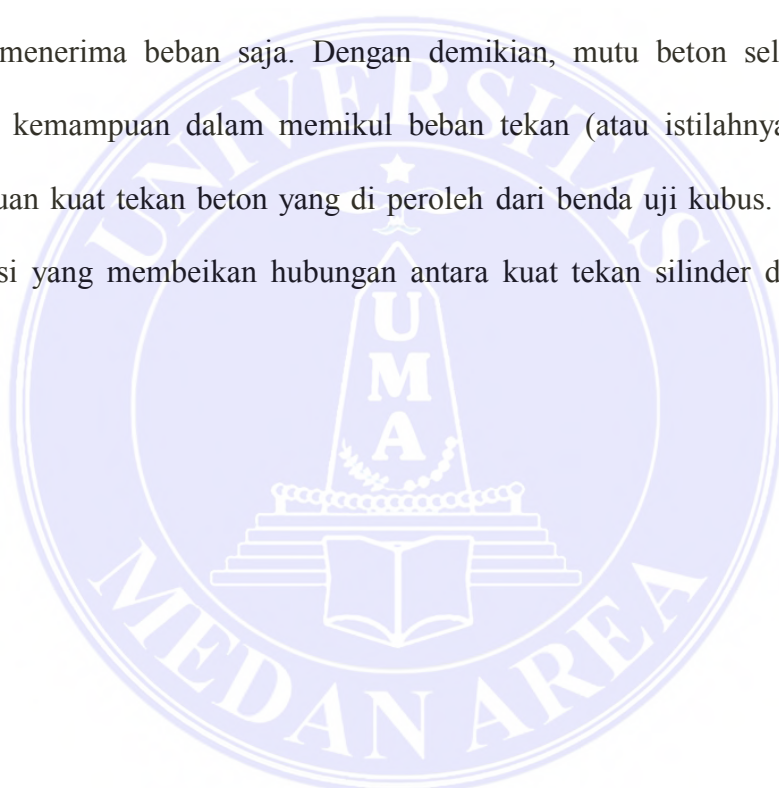 menerima beban saja. Dengan demikian, mutu beton sel
kemampuan dalam memikul beban tekan (atau istilahnya
uan kuat tekan beton yang di peroleh dari benda uji kubus.
si yang membeikan hubungan antara kuat tekan silinder d
UNIVERSITAS
UMA
MEDAN AREA